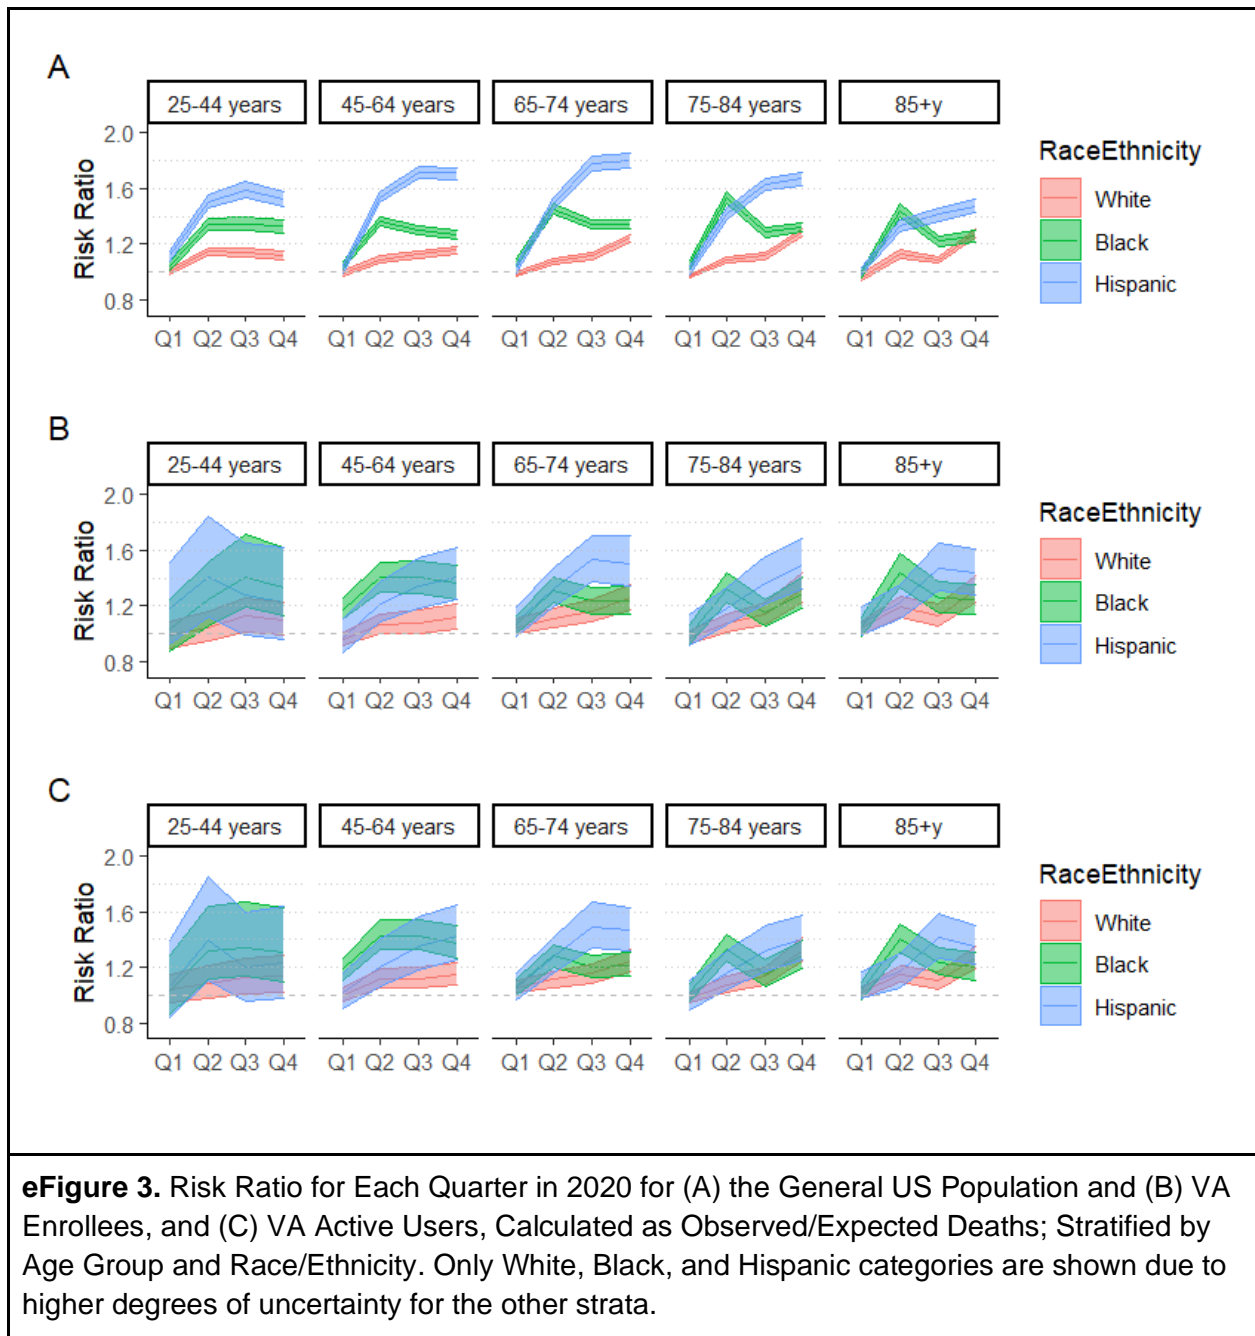 A
25-44 years 45-64 years 65-74 years 75-84 years 85+y
2.0
1.6
1.2
0.8
Risk Ratio
Q1 Q2 Q3 Q4 Q1 Q2 Q3 Q4 Q1 Q2 Q3 Q4 Q1 Q2 Q3 Q4 Q1 Q2 Q3 Q4
RaceEthnicity
White
Black
Hispanic
B
25-44 years 45-64 years 65-74 years 75-84 years 85+y
2.0
1.6
1.2
0.8
Risk Ratio
Q1 Q2 Q3 Q4 Q1 Q2 Q3 Q4 Q1 Q2 Q3 Q4 Q1 Q2 Q3 Q4 Q1 Q2 Q3 Q4
RaceEthnicity
White
Black
Hispanic
C
25-44 years 45-64 years 65-74 years 75-84 years 85+y
2.0
1.6
1.2
0.8
Risk Ratio
Q1 Q2 Q3 Q4 Q1 Q2 Q3 Q4 Q1 Q2 Q3 Q4 Q1 Q2 Q3 Q4 Q1 Q2 Q3 Q4
RaceEthnicity
White
Black
Hispanic
eFigure 3. Risk Ratio for Each Quarter in 2020 for (A) the General US Population and (B) VA
Enrollees, and (C) VA Active Users, Calculated as Observed/Expected Deaths; Stratified by
Age Group and Race/Ethnicity. Only White, Black, and Hispanic categories are shown due to
higher degrees of uncertainty for the other strata.